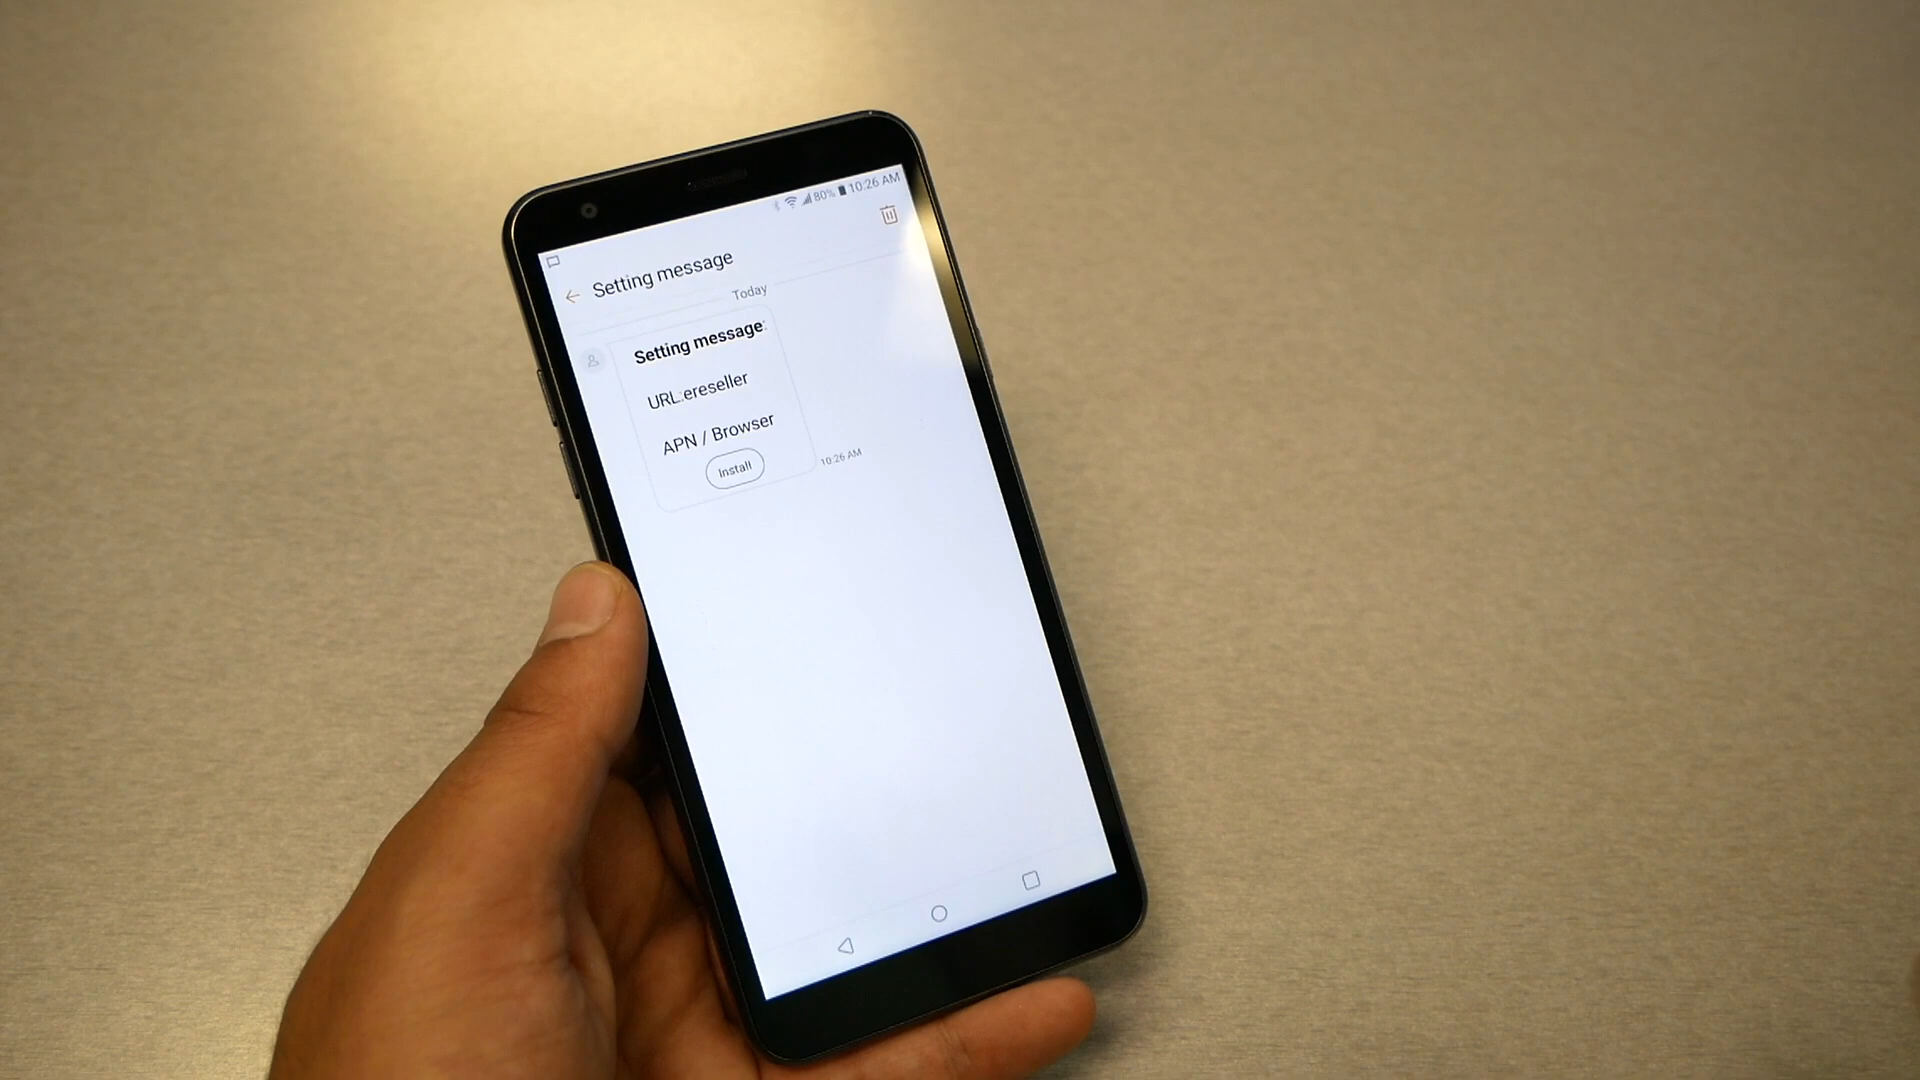 80% 10:26 AM
Setting message
Today
Setting message:
URL:ereseller
APN / Browser
Install
10:26 AM